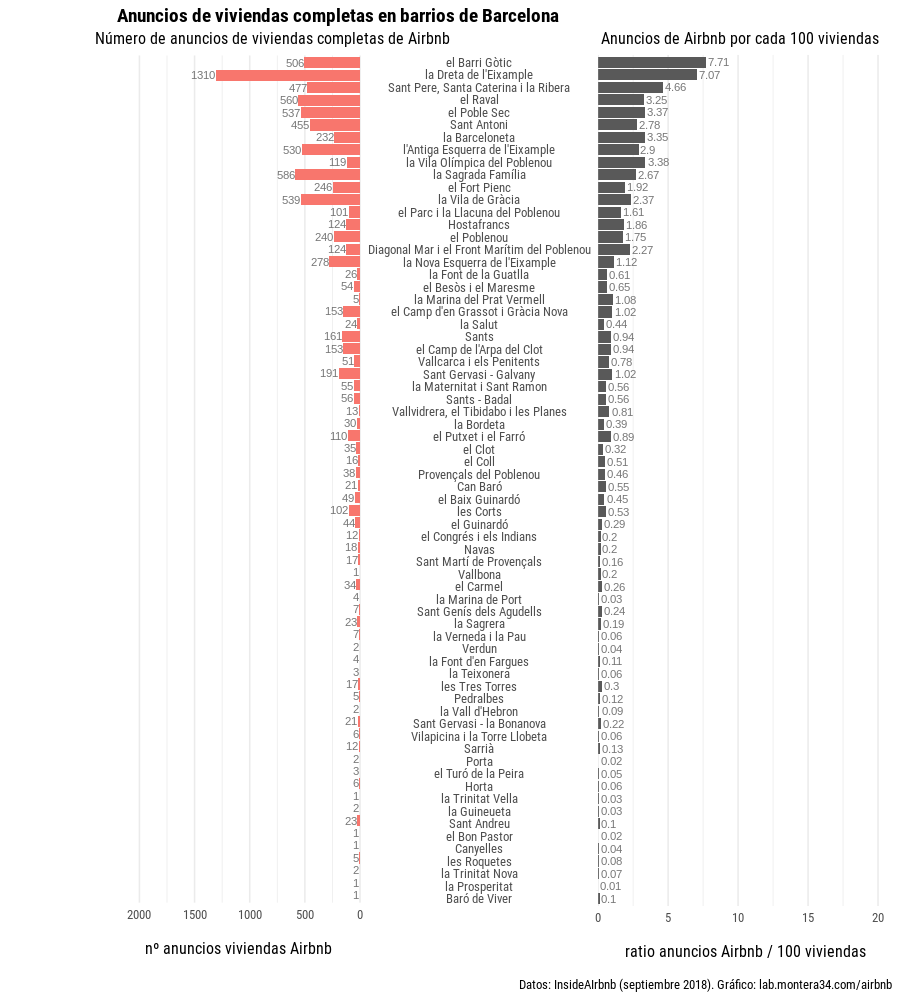 Anuncios de viviendas completas en barrios de Barcelona
Número de anuncios de viviendas completas de Airbnb
Anuncios de Airbnb por cada 100 viviendas
506 el Barri Gòtic 7.71
1310 la Dreta de l'Eixample 7.07
477 Sant Pere, Santa Caterina i la Ribera 4.66
560 el Raval 3.25
537 el Poble Sec 3.37
455 Sant Antoni 2.78
232 la Barceloneta 3.35
530 l'Antiga Esquerra de l'Eixample 2.9
119 la Vila Olímpica del Poblenou 3.38
586 la Sagrada Família 2.67
246 el Fort Pienc 1.92
539 la Vila de Gràcia 2.37
101 el Parc i la Llacuna del Poblenou 1.61
124 Hostafrancs 1.86
240 el Poblenou 1.75
124 Diagonal Mar i el Front Marítim del Poblenou 2.27
278 la Nova Esquerra de l'Eixample 1.12
26 la Font de la Guatlla 0.61
54 el Besòs i el Maresme 0.65
5 la Marina del Prat Vermell 1.08
153 el Camp d'en Grassot i Gràcia Nova 1.02
24 la Salut 0.44
161 Sants 0.94
153 el Camp de l'Arpa del Clot 0.94
51 Vallcarca i els Penitents 0.78
191 Sant Gervasi - Galvany 1.02
55 la Maternitat i Sant Ramon 0.56
56 Sants - Badal 0.56
13 Vallvidrera, el Tibidabo i les Planes 0.81
30 la Bordeta 0.39
110 el Putxet i el Farró 0.89
35 el Clot 0.32
16 el Coll 0.51
38 Provençals del Poblenou 0.46
21 Can Baró 0.55
49 el Baix Guinardó 0.45
102 les Corts 0.53
44 el Guinardó 0.29
12 el Congrés i els Indians 0.2
18 Navas 0.2
17 Sant Martí de Provençals 0.16
1 Vallbona 0.2
34 el Carmel 0.26
4 la Marina de Port 0.03
7 Sant Genís dels Agudells 0.24
23 la Sagrera 0.19
7 la Verneda i la Pau 0.06
2 Verdun 0.04
4 la Font d'en Fargues 0.11
3 la Teixonera 0.06
17 les Tres Torres 0.3
5 Pedralbes 0.12
2 la Vall d'Hebron 0.09
21 Sant Gervasi - la Bonanova 0.22
6 Vilapicina i la Torre Llobeta 0.06
12 Sarrià 0.13
2 Porta 0.02
3 el Turó de la Peira 0.05
6 Horta 0.06
1 la Trinitat Vella 0.03
2 la Guineueta 0.03
23 Sant Andreu 0.1
1 el Bon Pastor 0.02
1 Canyelles 0.04
5 les Roquetes 0.08
2 la Trinitat Nova 0.07
1 la Prosperitat 0.01
1 Baró de Viver 0.1
2000 1500 1000 500 0
0 5 10 15 20
nº anuncios viviendas Airbnb
ratio anuncios Airbnb / 100 viviendas
Datos: InsideAIrbnb (septiembre 2018). Gráfico: lab.montera34.com/airbnb